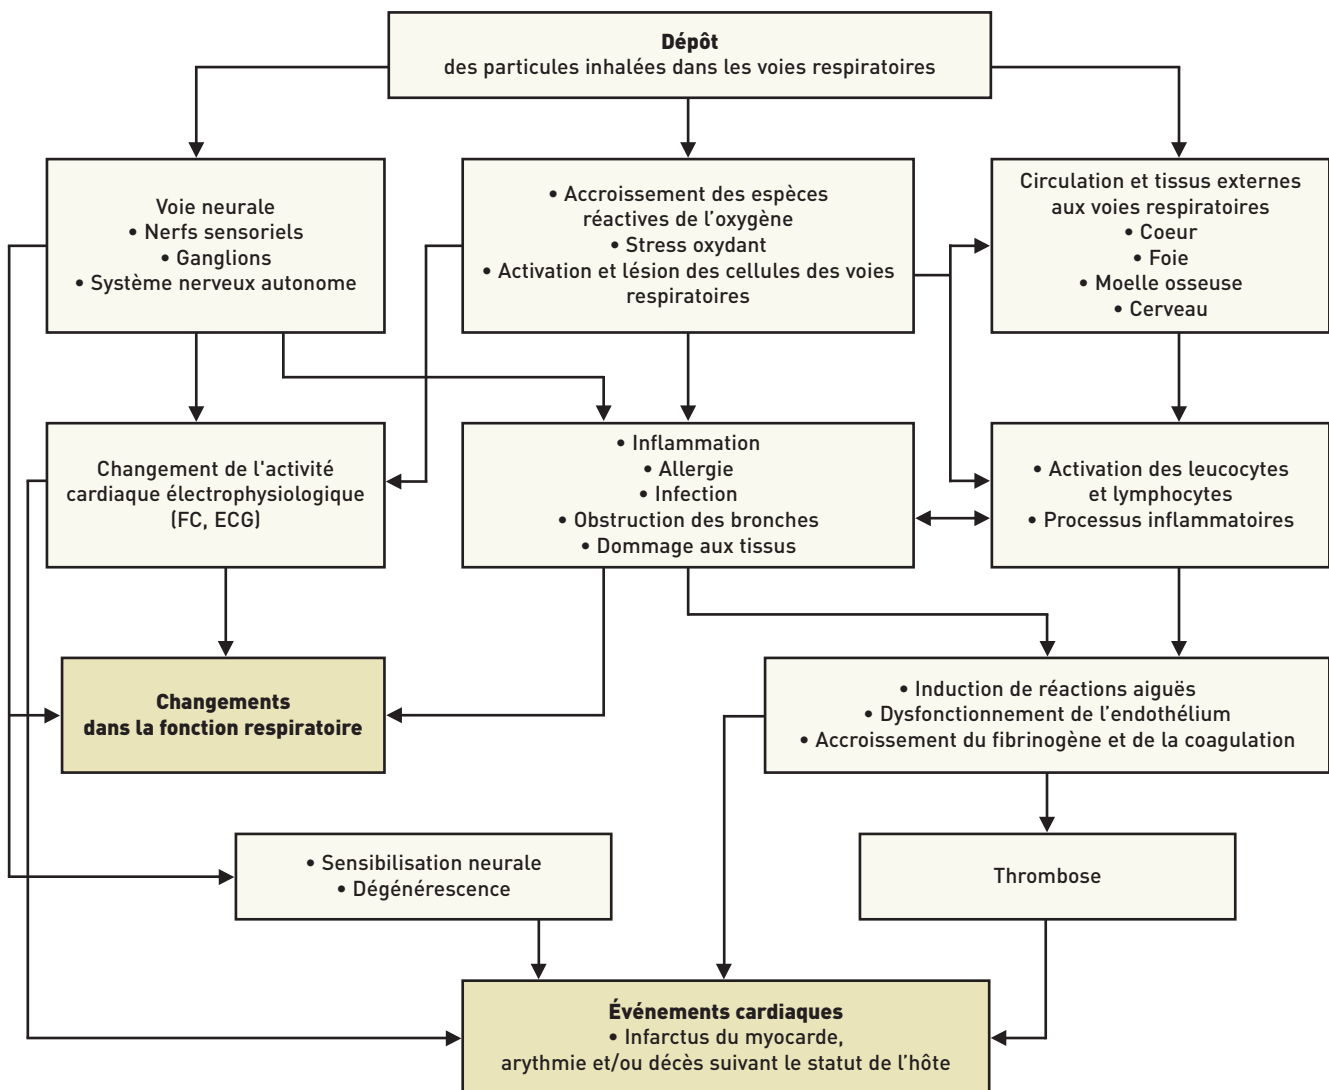 Dépôt
des particules inhalées dans les voies respiratoires
Voie neurale
• Nerfs sensoriels
• Ganglions
• Système nerveux autonome
• Accroissement des espèces
réactives de l'oxygène
• Stress oxydant
• Activation et lésion des cellules des voies
respiratoires
Circulation et tissus externes
aux voies respiratoires
• Coeur
• Foie
• Moelle osseuse
• Cerveau
Changement de l'activité
cardiaque électrophysiologique
(FC, ECG)
• Inflammation
• Allergie
• Infection
• Obstruction des bronches
• Dommage aux tissus
• Activation des leucocytes
et lymphocytes
• Processus inflammatoires
Changements
dans la fonction respiratoire
• Induction de réactions aiguës
• Dysfonctionnement de l'endothélium
• Accroissement du fibrinogène et de la coagulation
• Sensibilisation neurale
• Dégénérescence
Thrombose
Événements cardiaques
• Infarctus du myocarde,
arythmie et/ou décès suivant le statut de l'hôte